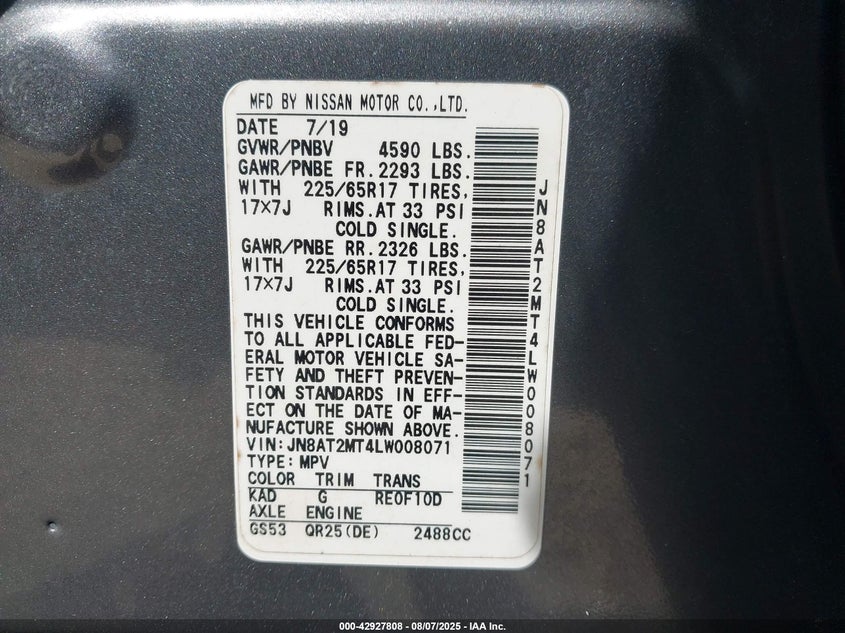 MFD BY NISSAN MOTOR CO.,LTD.
DATE 7/19
GVWR/PNBV 4590 LBS.
GAWR/PNBE FR.2293 LBS.
WITH 225/65R17 TIRES,
17×7J RIMS.AT 33 PSI
COLD SINGLE.
GAWR/PNBE RR.2326 LBS.
WITH 225/65R17 TIRES,
17×7J RIMS.AT 33 PSI
COLD SINGLE.
THIS VEHICLE CONFORMS
TO ALL APPLICABLE FED-
ERAL MOTOR VEHICLE SA-
FETY AND THEFT PREVEN-
TION STANDARDS IN EFF-
ECT ON THE DATE OF MA-
NUFACTURE SHOWN ABOVE.
VIN:JN8AT2MT4LW008071
TYPE:MPV
COLOR TRIM TRANS
KAD G RE0F10D
AXLE ENGINE
GS53 QR25(DE) 2488CC
JN8AT2MT4LW008071
000-42927808 - 08/07/2025 - IAA Inc.